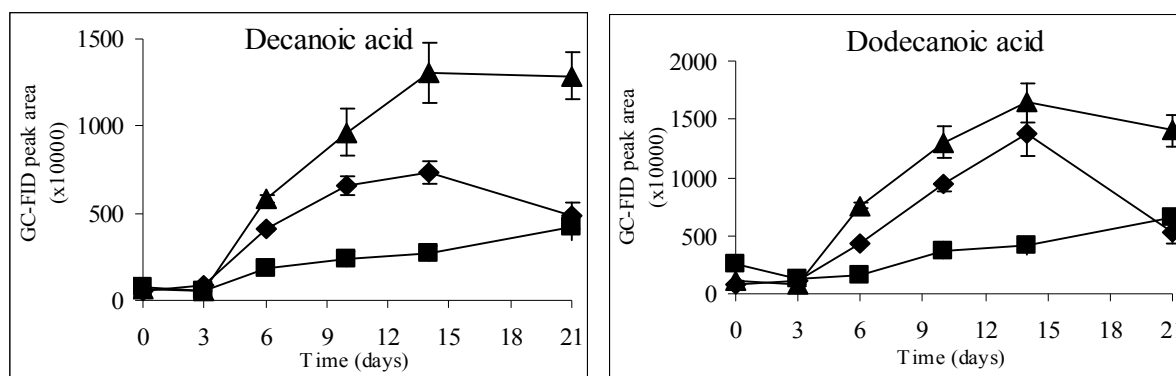 Decanoic acid
1500
1000
500
0
GC-FID peak area
(x10000)
0 3 6 9 12 15 18 21
Time (days)
Dodecanoic acid
2000
1500
1000
500
0
GC-FID peak area
(x10000)
0 3 6 9 12 15 18 2
Time (days)